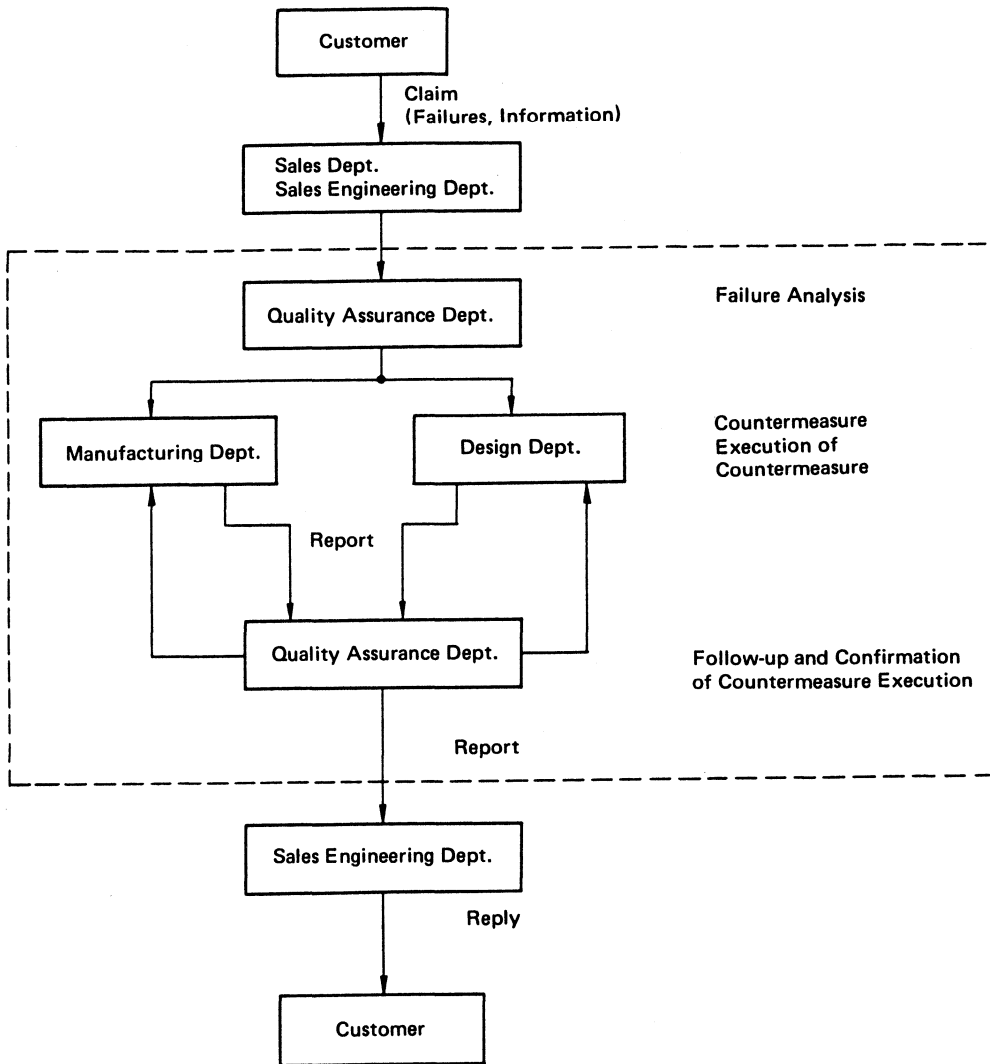 Customer
Claim
(Failures, Information)
Sales Dept.
Sales Engineering Dept.
Quality Assurance Dept.
Failure Analysis
Manufacturing Dept.
Design Dept.
Countermeasure
Execution of
Countermeasure
Report
Quality Assurance Dept.
Follow-up and Confirmation
of Countermeasure Execution
Report
Sales Engineering Dept.
Reply
Customer